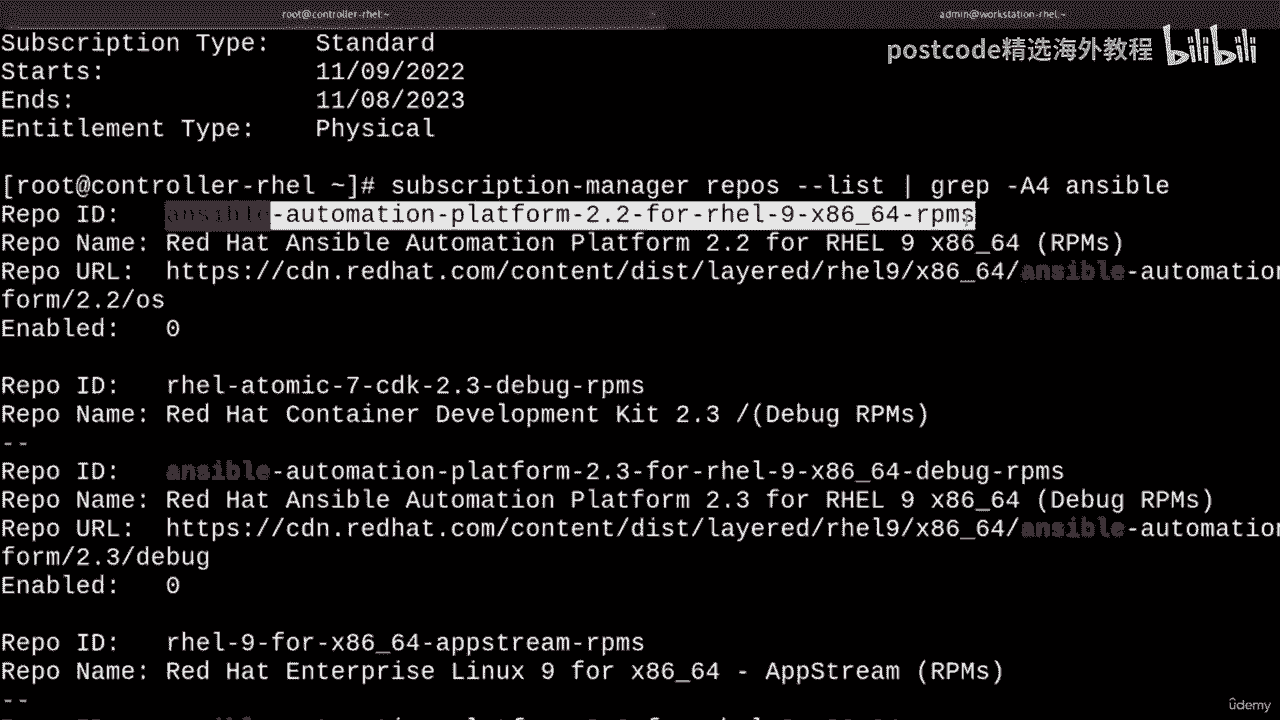 root@controller-rhel:~
admin@workstation-rhel:~
postcode精选海外教程 bilibili
Subscription Type:   Standard
Starts:              11/09/2022
Ends:                11/08/2023
Entitlement Type:    Physical
[root@controller-rhel ~]# subscription-manager repos --list | grep -A4 ansible
Repo ID:   ansible-automation-platform-2.2-for-rhel-9-x86_64-rpms
Repo Name: Red Hat Ansible Automation Platform 2.2 for RHEL 9 x86_64 (RPMs)
Repo URL:  https://cdn.redhat.com/content/dist/layered/rhel9/x86_64/ansible-automation
form/2.2/os
Enabled:   0
Repo ID:   rhel-atomic-7-cdk-2.3-debug-rpms
Repo Name: Red Hat Container Development Kit 2.3 /(Debug RPMs)
--
Repo ID:   ansible-automation-platform-2.3-for-rhel-9-x86_64-debug-rpms
Repo Name: Red Hat Ansible Automation Platform 2.3 for RHEL 9 x86_64 (Debug RPMs)
Repo URL:  https://cdn.redhat.com/content/dist/layered/rhel9/x86_64/ansible-automation
form/2.3/debug
Enabled:   0
Repo ID:   rhel-9-for-x86_64-appstream-rpms
Repo Name: Red Hat Enterprise Linux 9 for x86_64 - AppStream (RPMs)
--
udemy